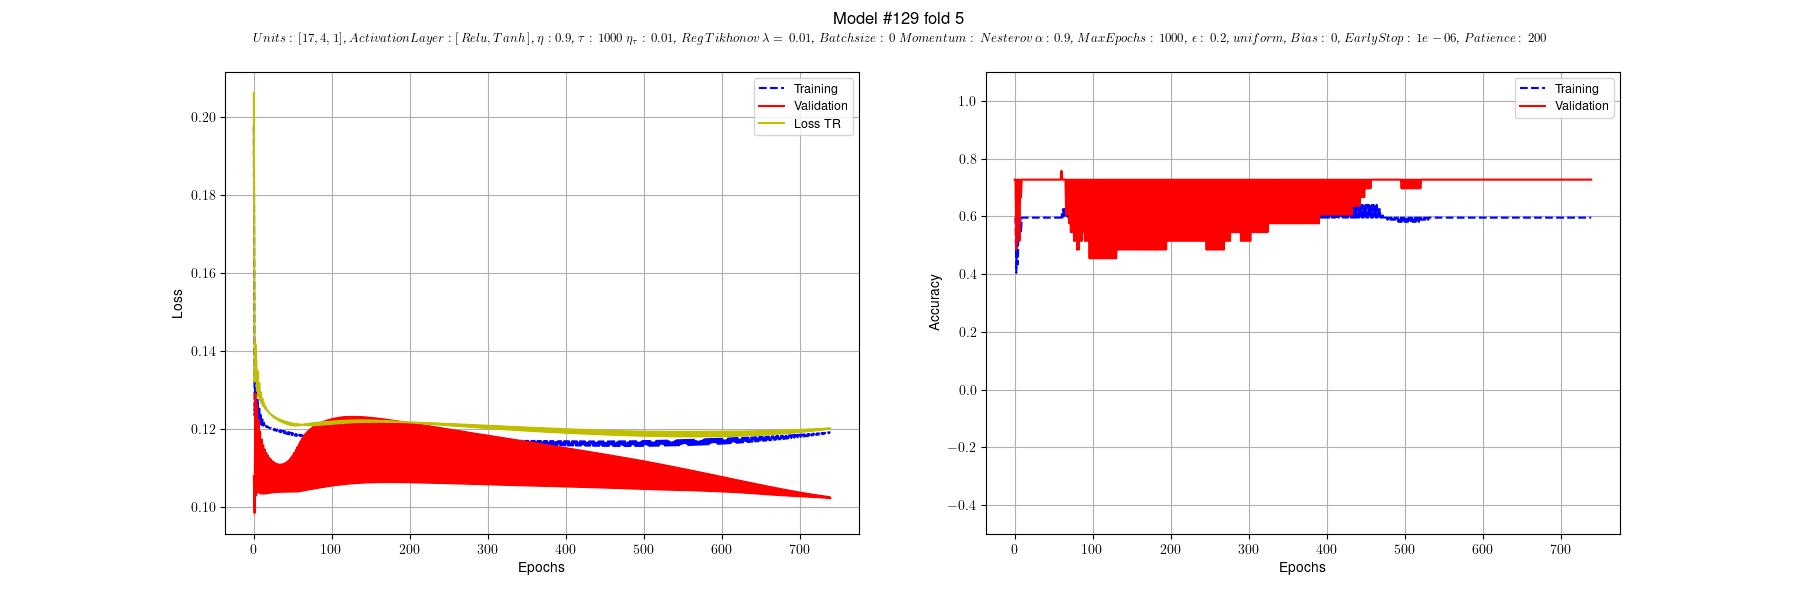 Model #129 fold 5
Units : [17, 4, 1], ActivationLayer : [ Relu, Tanh], η : 0.9, τ : 1000 ητ : 0.01, RegTikhonov λ = 0.01, Batchsize : 0 Momentum : Nesterov α : 0.9, MaxEpochs : 1000, ϵ : 0.2, uniform, Bias : 0, EarlyStop : 1e − 06, Patience : 200
Training
Validation
Loss TR
0.20
0.18
0.16
0.14
0.12
0.10
Loss
0 100 200 300 400 500 600 700
Epochs
Training
Validation
1.0
0.8
0.6
0.4
0.2
0.0
−0.2
−0.4
Accuracy
0 100 200 300 400 500 600 700
Epochs